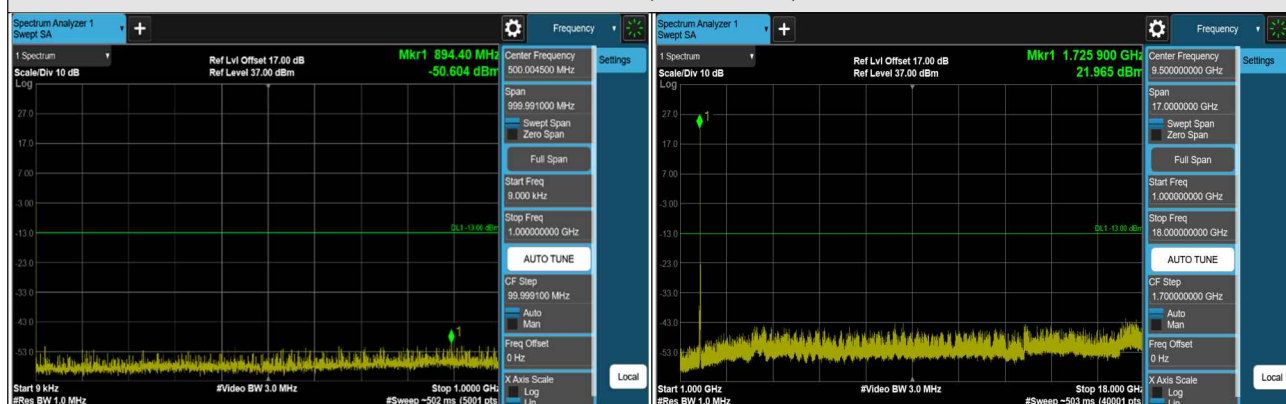 Spectrum Analyzer 1
Swept SA
+
Frequency
1 Spectrum
Scale/Div 10 dB
Log
Ref Lvl Offset 17.00 dB
Ref Level 37.00 dBm
Mkr1 894.40 MHz
-50.604 dBm
27.0
17.0
7.00
-3.00
-13.0
-23.0
-33.0
-43.0
-53.0
DL1 -13.00 dBm
1
Start 9 kHz
#Res BW 1.0 MHz
#Video BW 3.0 MHz
Stop 1.0000 GHz
#Sweep ~502 ms (5001 pts)
Center Frequency
500.004500 MHz
Span
999.991000 MHz
Swept Span
Zero Span
Full Span
Start Freq
9.000 kHz
Stop Freq
1.000000000 GHz
AUTO TUNE
CF Step
99.999100 MHz
Auto
Man
Freq Offset
0 Hz
X Axis Scale
Log
Lin
Settings
Local
Spectrum Analyzer 1
Swept SA
+
Frequency
1 Spectrum
Scale/Div 10 dB
Log
Ref Lvl Offset 17.00 dB
Ref Level 37.00 dBm
Mkr1 1.725 900 GHz
21.965 dBm
27.0
17.0
7.00
-3.00
-13.0
-23.0
-33.0
-43.0
-53.0
DL1 -13.00 dBm
1
Start 1.000 GHz
#Res BW 1.0 MHz
#Video BW 3.0 MHz
Stop 18.000 GHz
#Sweep ~503 ms (40001 pts)
Center Frequency
9.500000000 GHz
Span
17.0000000 GHz
Swept Span
Zero Span
Full Span
Start Freq
1.000000000 GHz
Stop Freq
18.000000000 GHz
AUTO TUNE
CF Step
1.700000000 GHz
Auto
Man
Freq Offset
0 Hz
X Axis Scale
Log
Lin
Settings
Local